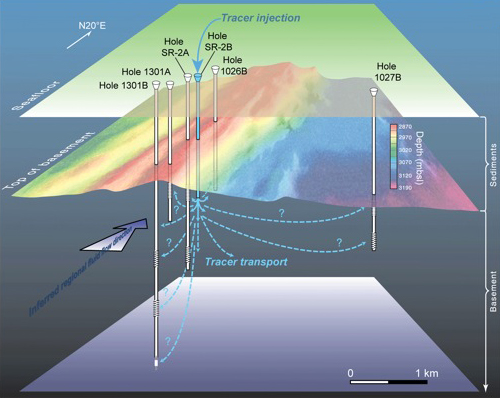 Tracer injection
N20°E
Hole
SR-2A
Hole
SR-2B
Hole
1026B
Hole 1301A
Hole 1301B
Hole
1027B
Seafloor
Top of basement
Depth (mbsl)
2870
2970
3020
3070
3120
3190
Sediments
Basement
?
?
?
?
?
?
?
Inferred regional fluid flow direction
Tracer transport
0 1 km